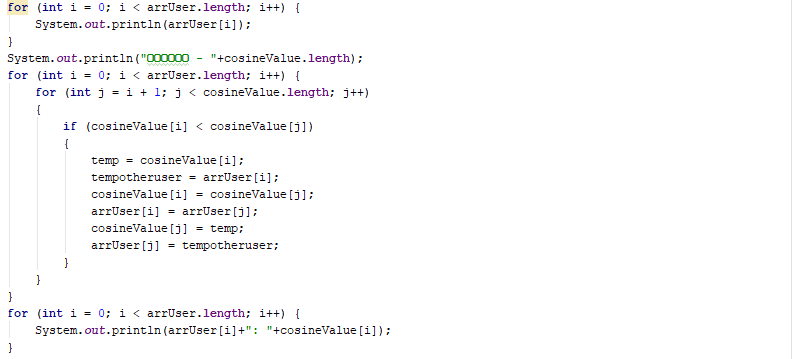 for (int i = 0; i < arrUser.length; i++) {
System.out.println(arrUser[i]);
}
System.out.println("OOOOOO - "+cosineValue.length);
for (int i = 0; i < arrUser.length; i++) {
for (int j = i + 1; j < cosineValue.length; j++)
{
if (cosineValue[i] < cosineValue[j])
{
temp = cosineValue[i];
tempotheruser = arrUser[i];
cosineValue[i] = cosineValue[j];
arrUser[i] = arrUser[j];
cosineValue[j] = temp;
arrUser[j] = tempotheruser;
}
}
}
for (int i = 0; i < arrUser.length; i++) {
System.out.println(arrUser[i]+": "+cosineValue[i]);
}